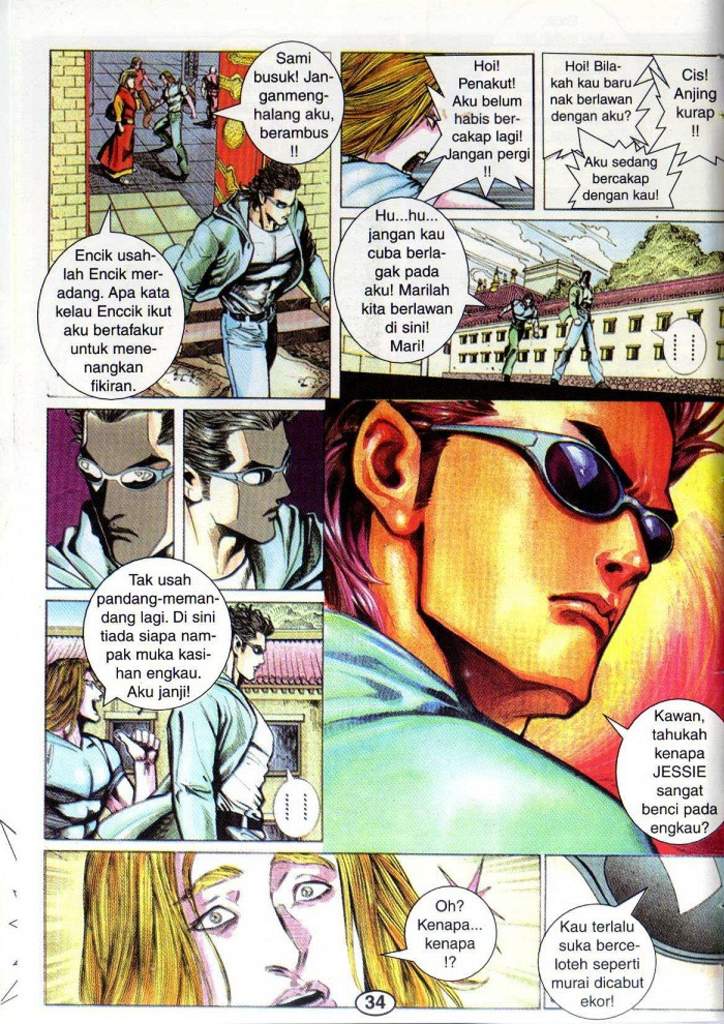 Sami
busuk! Jan-
ganmeng-
halang aku,
berambus
!!
Encik usah-
lah Encik mer-
adang. Apa kata
kelau Enccik ikut
aku bertafakur
untuk mene-
nangkan
fikiran.
Hoi!
Penakut!
Aku belum
habis ber-
cakap lagi!
Jangan pergi
!!
Hoi! Bila-
kah kau baru
nak berlawan
dengan aku?
Cis!
Anjing
kurap
!!
Aku sedang
bercakap
dengan kau!
Hu...hu...
jangan kau
cuba berla-
gak pada
aku! Marilah
kita berlawan
di sini!
Mari!
Tak usah
pandang-meman-
dang lagi. Di sini
tiada siapa nam-
pak muka kasi-
han engkau.
Aku janji!
Kawan,
tahukah
kenapa
JESSIE
sangat
benci pada
engkau?
Oh?
Kenapa...
kenapa
!?
Kau terlalu
suka berce-
loteh seperti
murai dicabut
ekor!
34